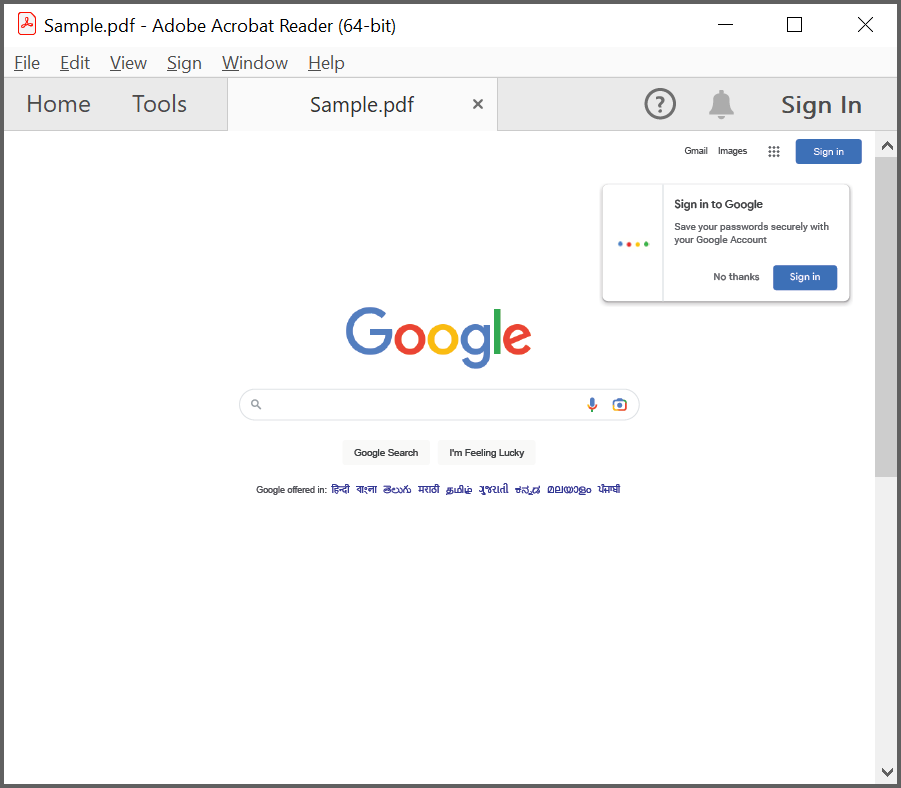 Sample.pdf - Adobe Acrobat Reader (64-bit)
File Edit View Sign Window Help
Home Tools Sample.pdf × ? Sign In
Gmail Images Sign in
Sign in to Google
Save your passwords securely with
your Google Account
No thanks Sign in
Google
Google Search I'm Feeling Lucky
Google offered in: हिन्दी বাংলা తెలుగు मराठी தமிழ் ગુજરાતી ಕನ್ನಡ മലയാളം ਪੰਜਾਬੀ